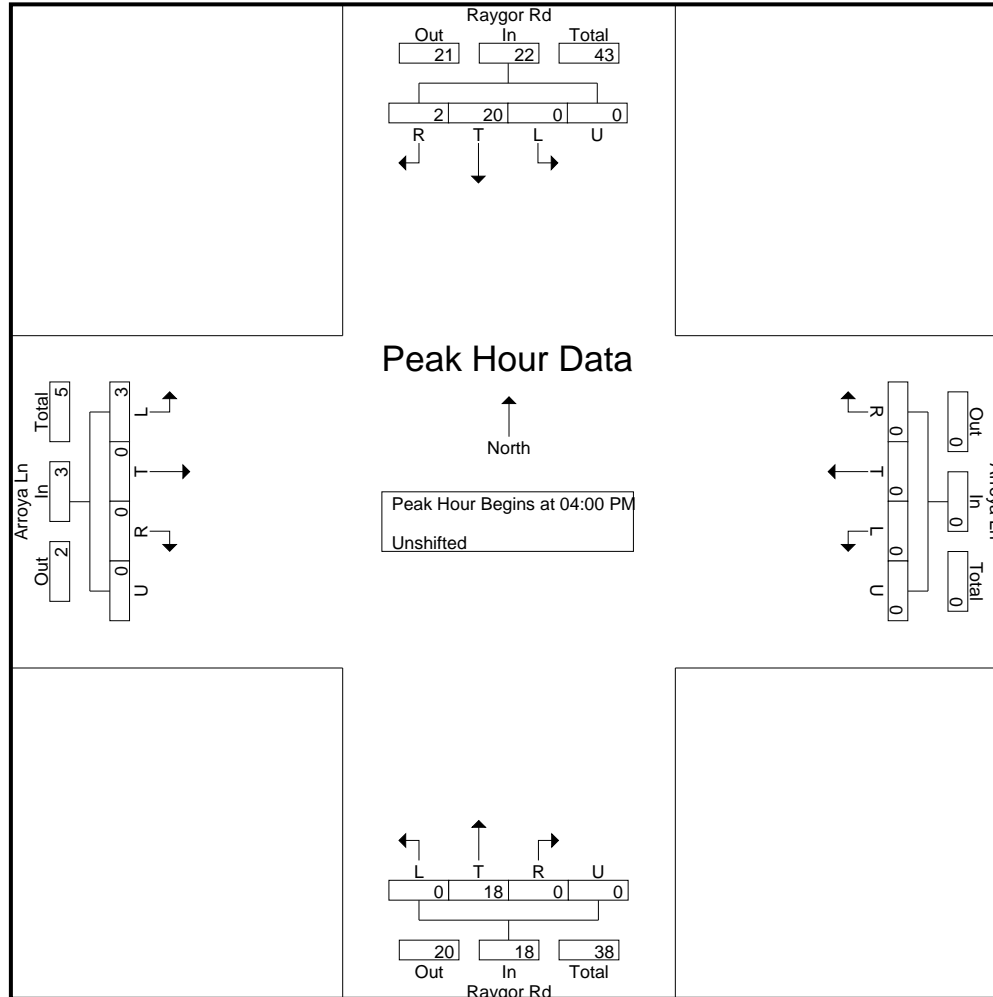 Raygor Rd
Out In Total
21 22 43
2 20 0 0
R T L U
Peak Hour Data
North
Peak Hour Begins at 04:00 PM
Unshifted
Arroya Ln
Out In Total
2 3 5
3 0 0 0
L T R U
Out In Total
0 0 0
0 0 0 0
R T L U
L T R U
0 18 0 0
20 18 38
Out In Total
Raygor Rd